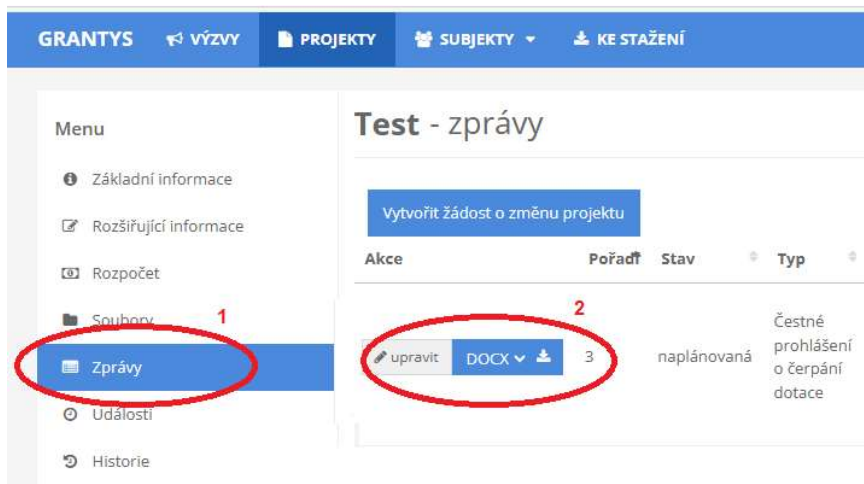 GRANTYS VÝZVY PROJEKTY SUBJEKTY KE STAŽENÍ
Menu
Základní informace
Rozšiřující informace
Rozpočet
Soubory
1
Zprávy
Události
Historie
Test - zprávy
Vytvořit žádost o změnu projektu
Akce Pořadí Stav Typ
2
upravit DOCX 3 naplánovaná
Čestné
prohlášení
o čerpání
dotace